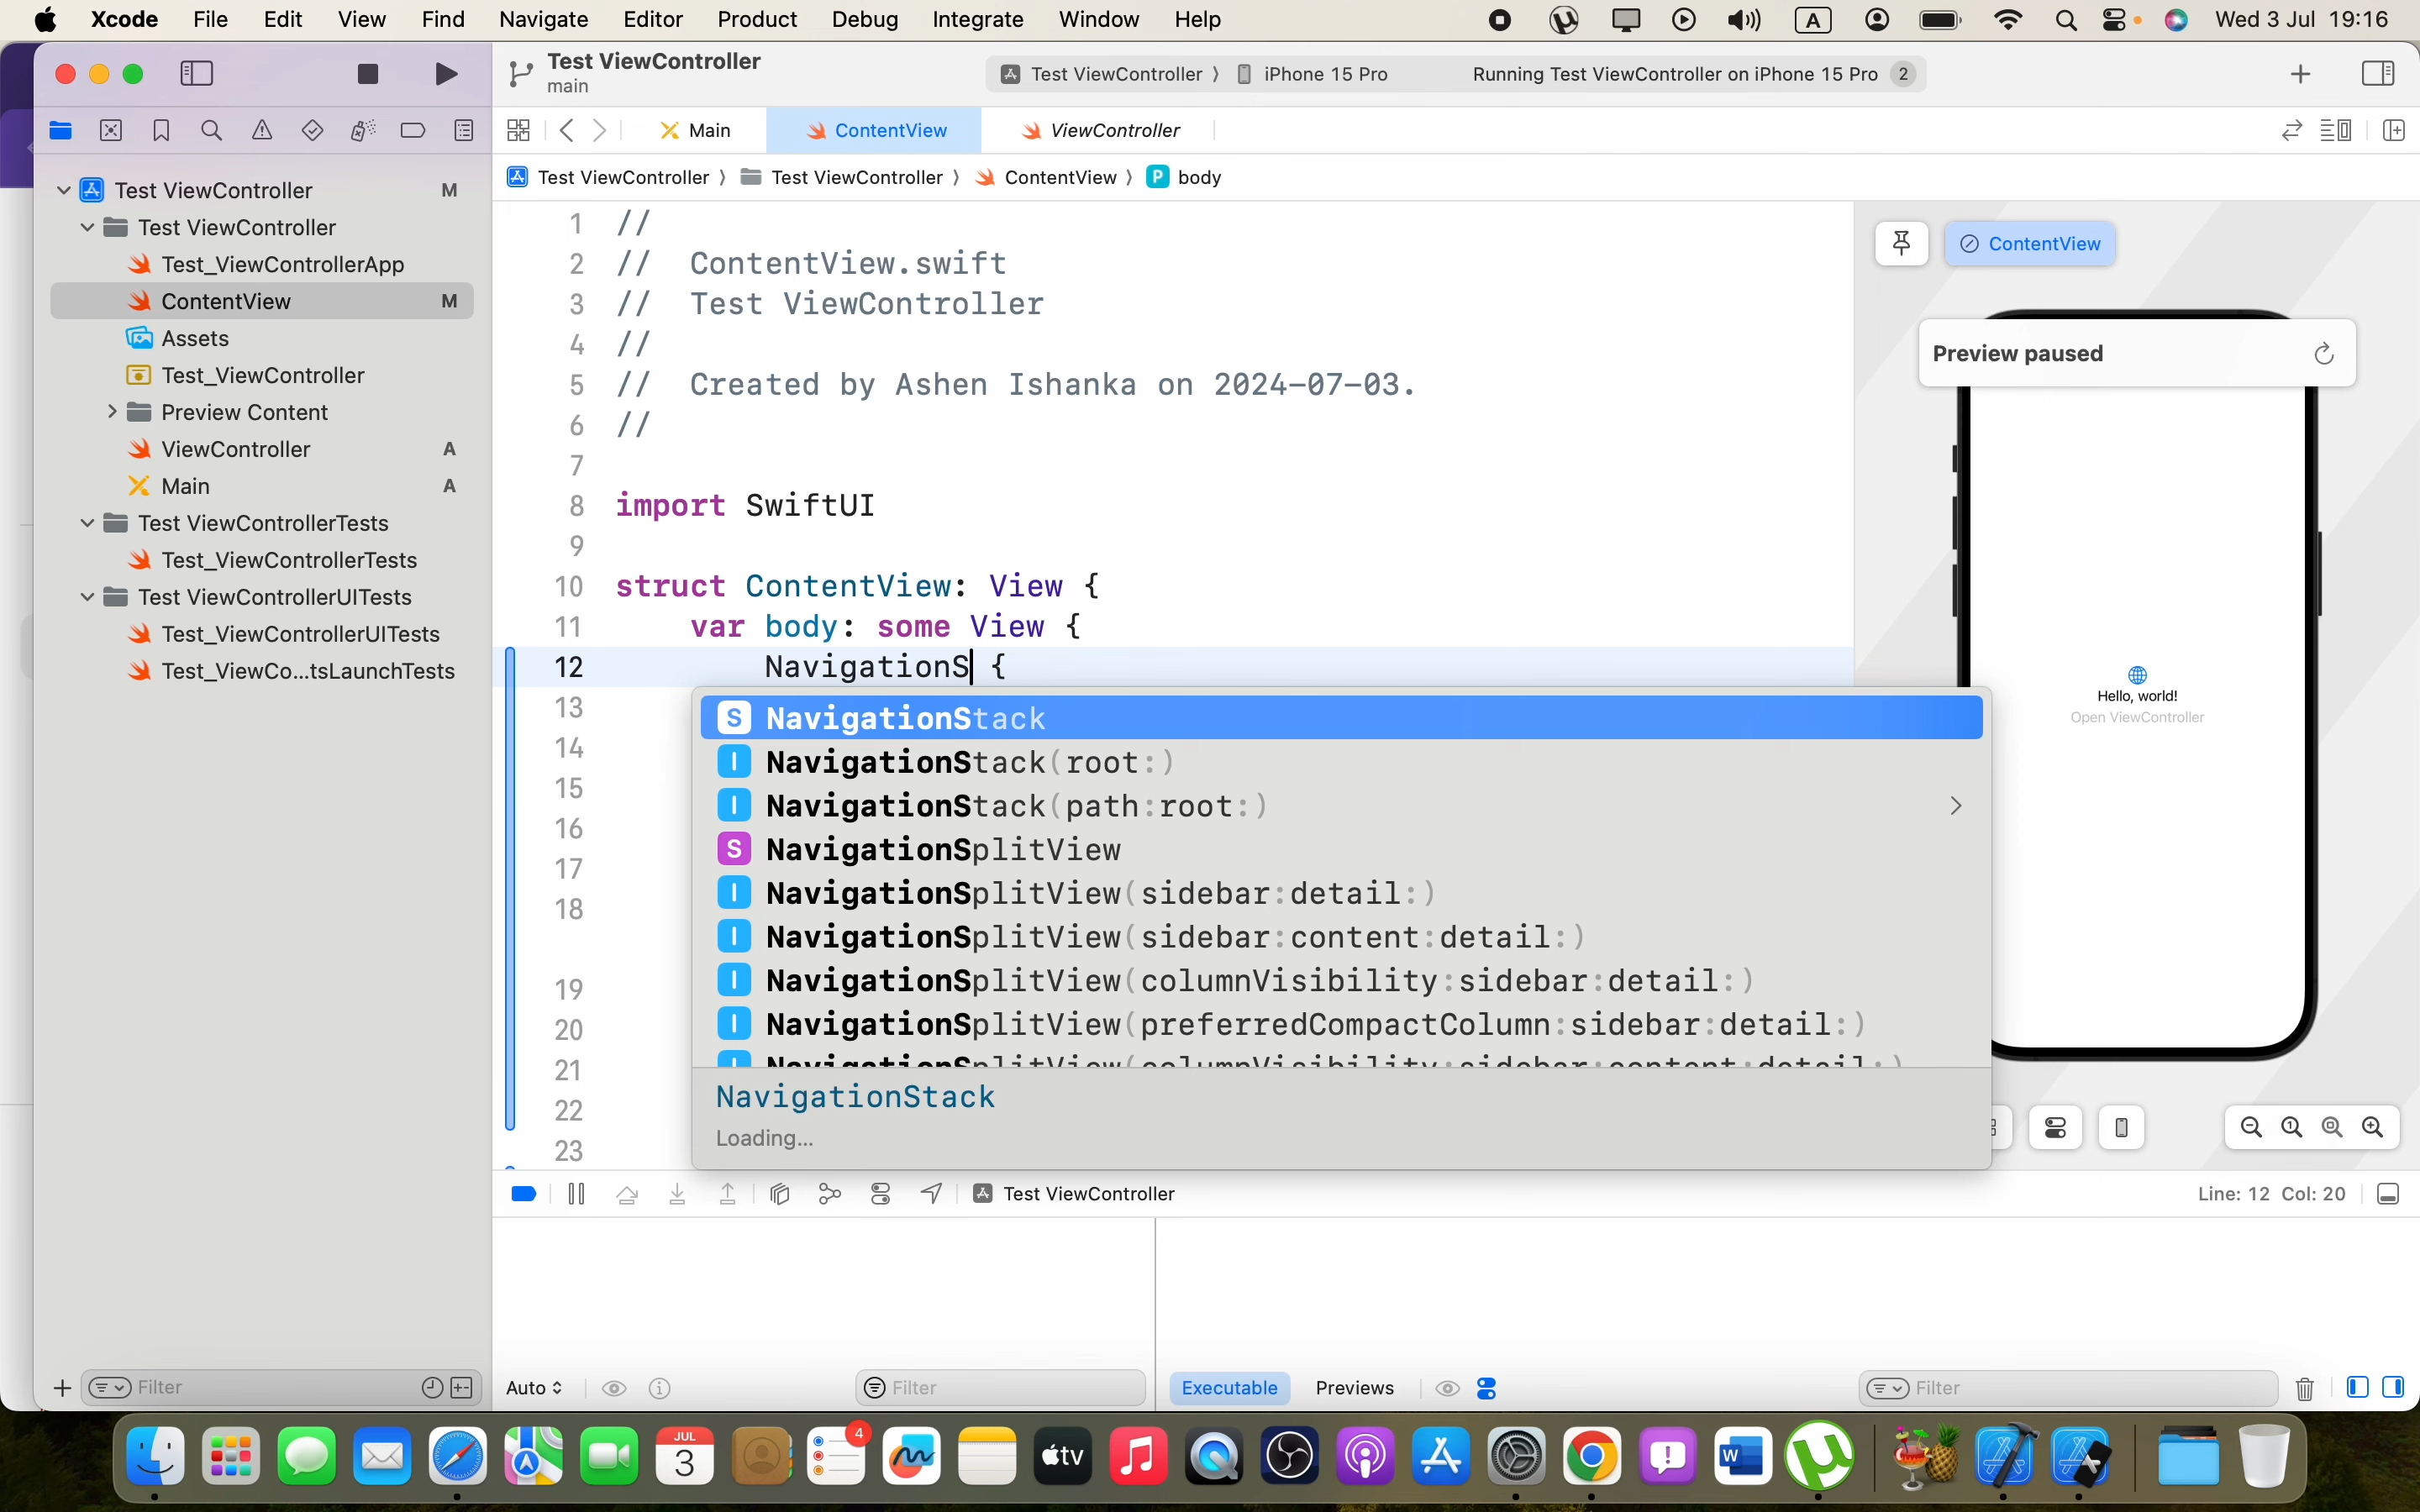 Xcode File Edit View Find Navigate Editor Product Debug Integrate Window Help A Wed 3 Jul 19:16
Test ViewController
main
Test ViewController 〉 iPhone 15 Pro Running Test ViewController on iPhone 15 Pro 2
Main ContentView ViewController
Test ViewController 〉 Test ViewController 〉 ContentView 〉 P body
Test ViewController M
Test ViewController
Test_ViewControllerApp
ContentView M
Assets
Test_ViewController
Preview Content
ViewController A
Main A
Test ViewControllerTests
Test_ViewControllerTests
Test ViewControllerUITests
Test_ViewControllerUITests
Test_ViewCo...tsLaunchTests
Filter
1 //
2 // ContentView.swift
3 // Test ViewController
4 //
5 // Created by Ashen Ishanka on 2024-07-03.
6 //
7
8 import SwiftUI
9
10 struct ContentView: View {
11 var body: some View {
12 NavigationS {
13
14
15
16
17
18
19
20
21
22
23
S NavigationStack
I NavigationStack(root:)
I NavigationStack(path:root:)
S NavigationSplitView
I NavigationSplitView(sidebar:detail:)
I NavigationSplitView(sidebar:content:detail:)
I NavigationSplitView(columnVisibility:sidebar:detail:)
I NavigationSplitView(preferredCompactColumn:sidebar:detail:)
I NavigationSplitView(columnVisibility:sidebar:content:detail:)
NavigationStack
Loading...
ContentView
Preview paused
Hello, world!
Open ViewController
Test ViewController
Line: 12 Col: 20
Auto
Filter
Executable Previews
Filter
JUL
3
4
tv
W